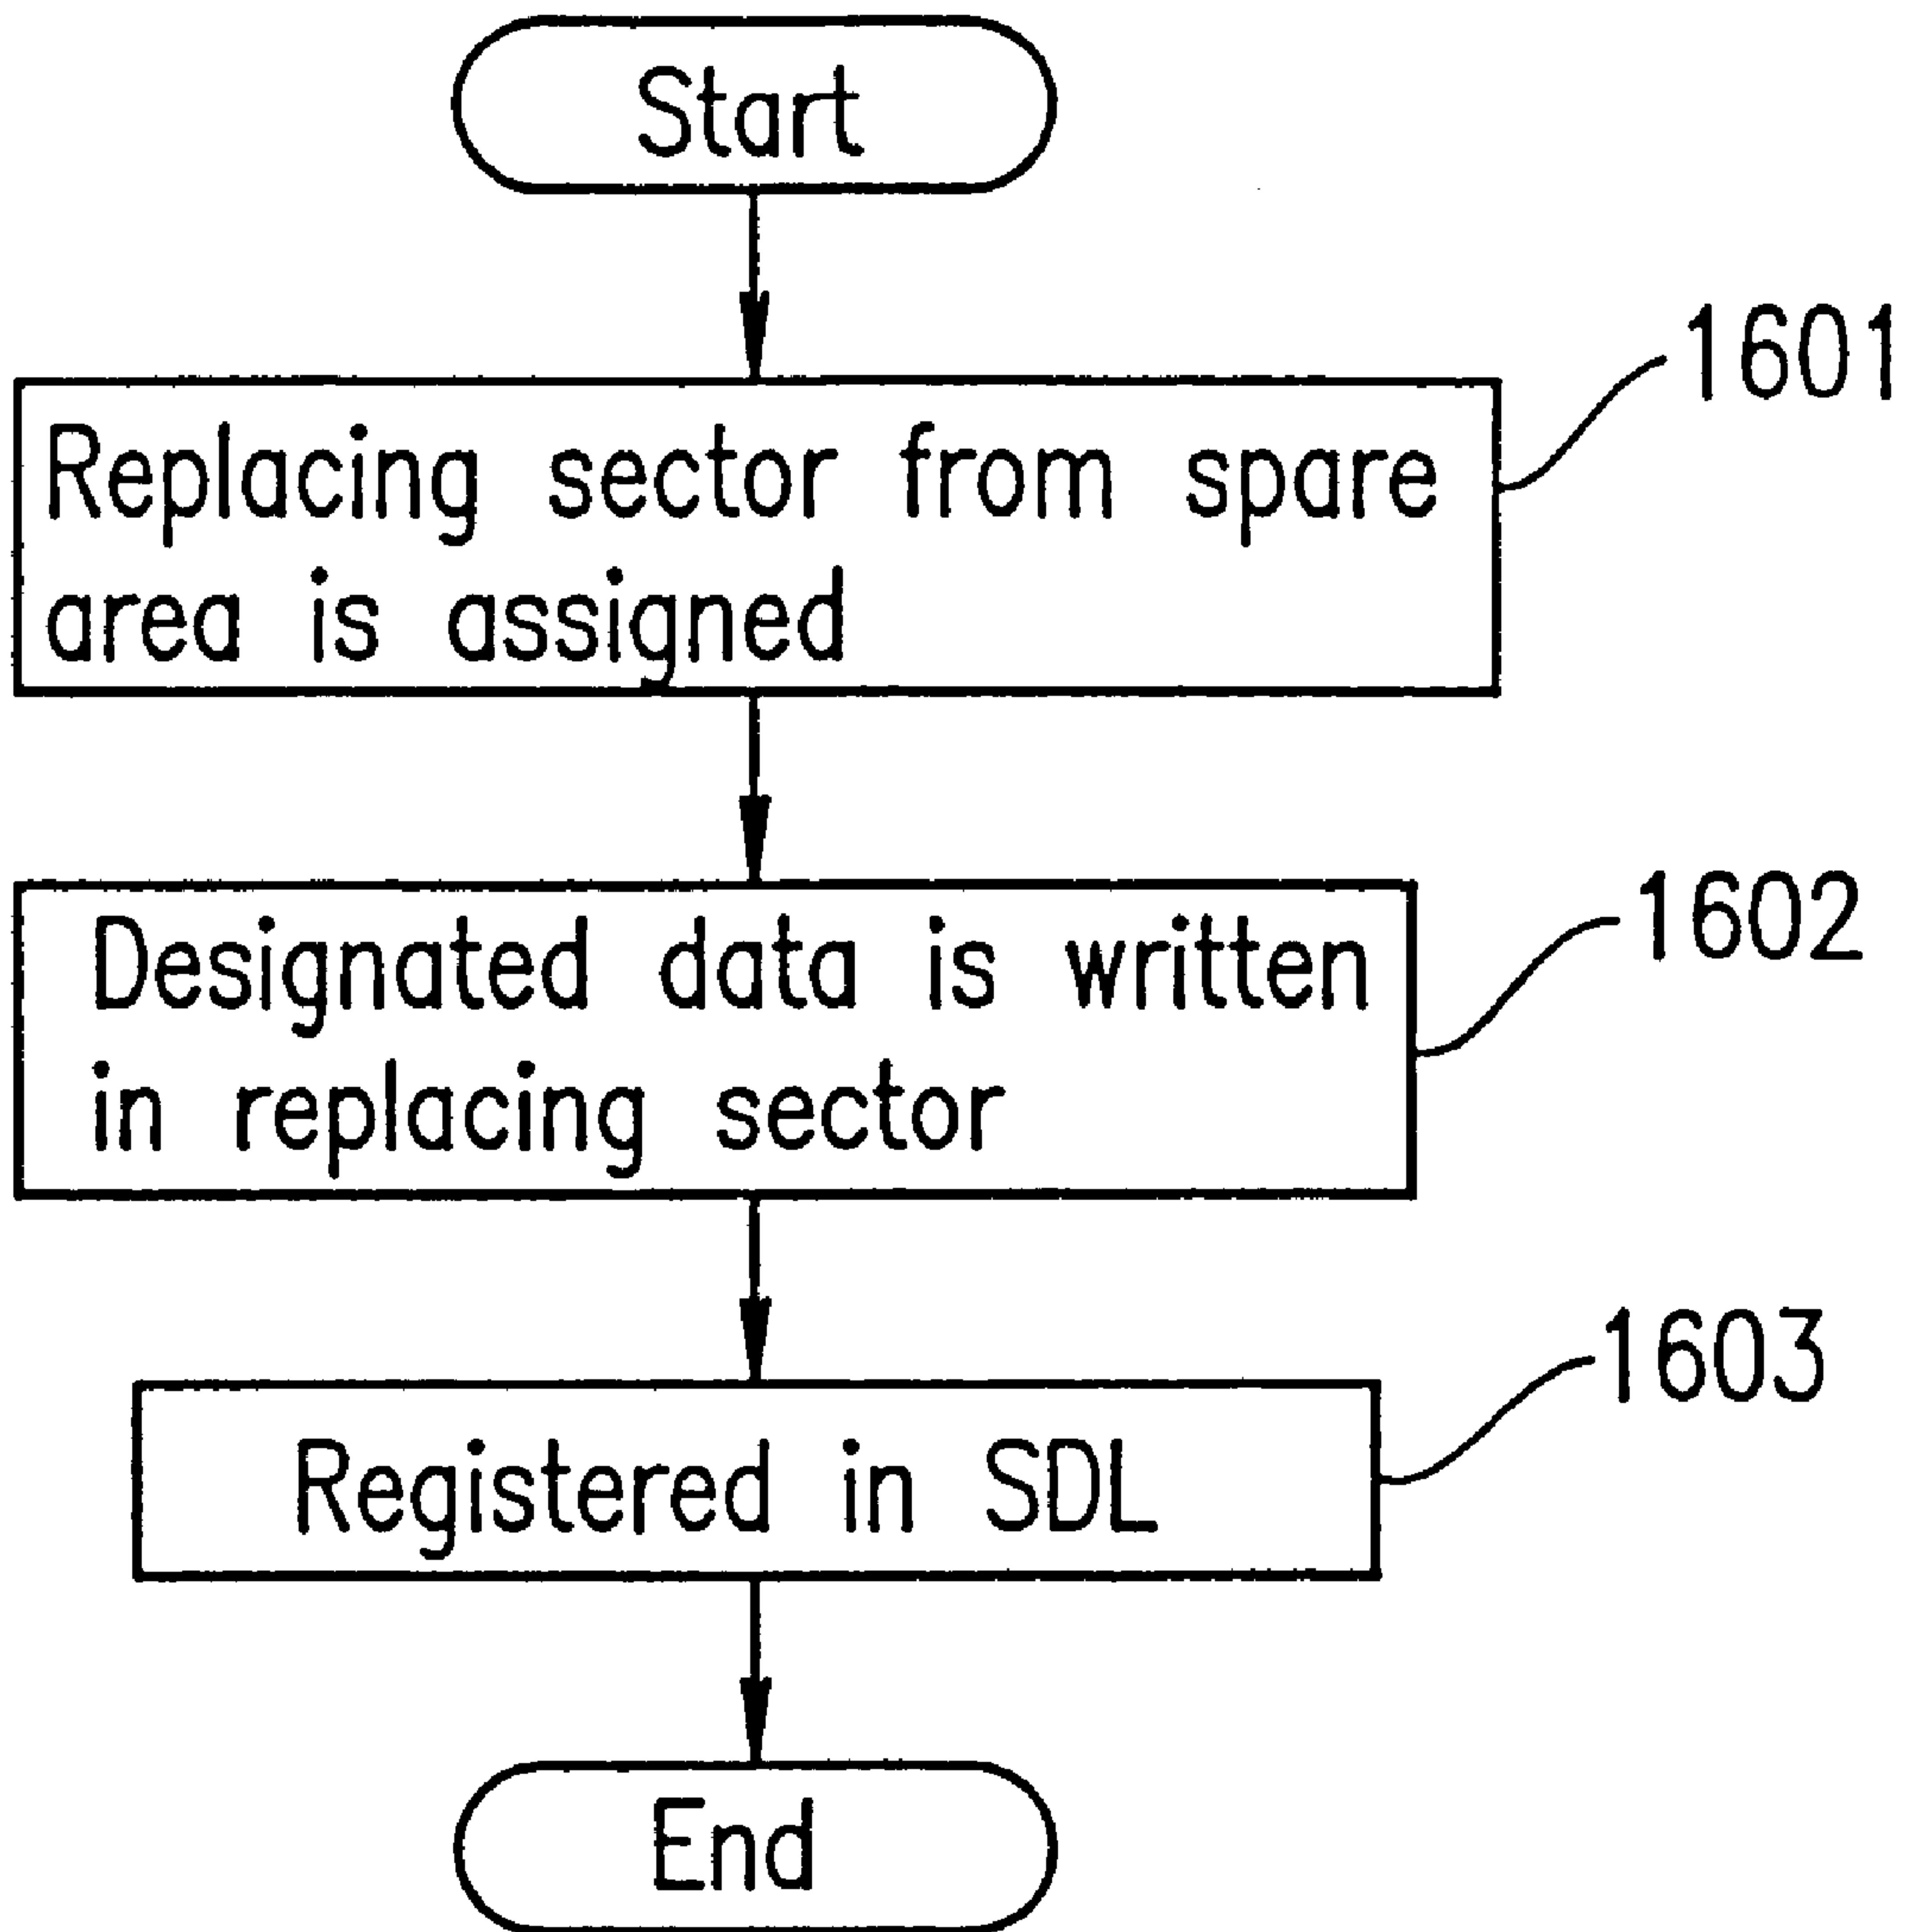 Start
1601
Replacing sector from spare
area is assigned
1602
Designated data is written
in replacing sector
1603
Registered in SDL
End